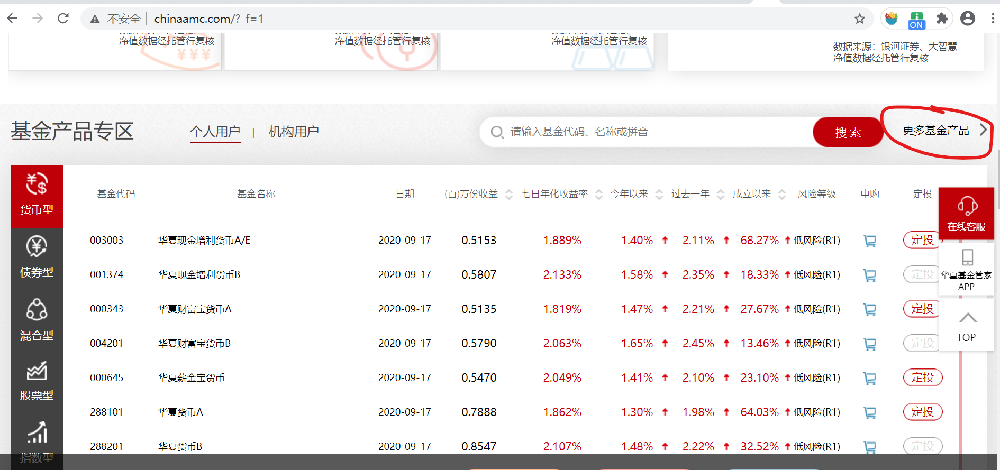 不安全 chinaamc.com/?_f=1
ON
净值数据经托管行复核
净值数据经托管行复核
净值数据经托管行复核
数据来源：银河证券、大智慧
净值数据经托管行复核
基金产品专区 个人用户 | 机构用户 请输入基金代码、名称或拼音 搜 索 更多基金产品
货币型
债券型
混合型
股票型
指数型
基金代码 基金名称 日期 (百)万份收益 七日年化收益率 今年以来 过去一年 成立以来 风险等级 申购 定投
003003 华夏现金增利货币A/E 2020-09-17 0.5153 1.889% 1.40% 2.11% 68.27% 低风险(R1) 定投
001374 华夏现金增利货币B 2020-09-17 0.5807 2.133% 1.58% 2.35% 18.33% 低风险(R1) 定投
000343 华夏财富宝货币A 2020-09-17 0.5135 1.819% 1.47% 2.21% 27.67% 低风险(R1) 定投
004201 华夏财富宝货币B 2020-09-17 0.5790 2.063% 1.65% 2.45% 13.46% 低风险(R1) 定投
000645 华夏薪金宝货币 2020-09-17 0.5470 2.049% 1.41% 2.10% 23.10% 低风险(R1) 定投
288101 华夏货币A 2020-09-17 0.7888 1.862% 1.30% 1.98% 64.03% 低风险(R1) 定投
288201 华夏货币B 2020-09-17 0.8547 2.107% 1.48% 2.22% 32.52% 低风险(R1) 定投
在线客服
华夏基金管家
APP
TOP